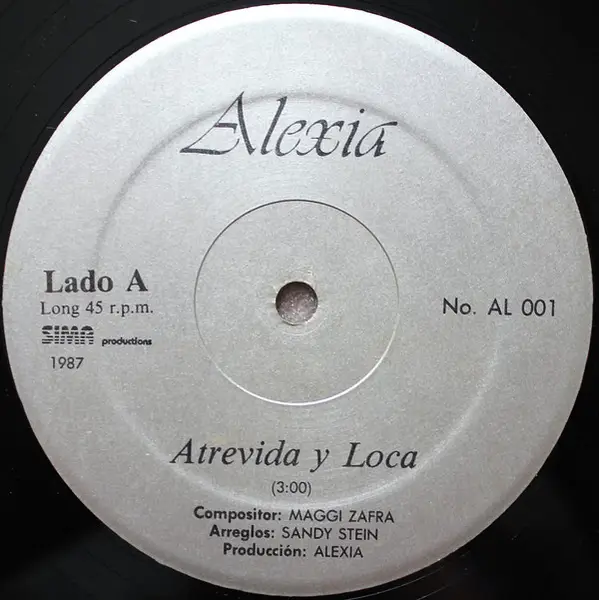 Alexia
Lado A
Long 45 r.p.m.
SIMA productions
1987
No. AL 001
Atrevida y Loca
(3:00)
Compositor: MAGGI ZAFRA
Arreglos: SANDY STEIN
Producción: ALEXIA